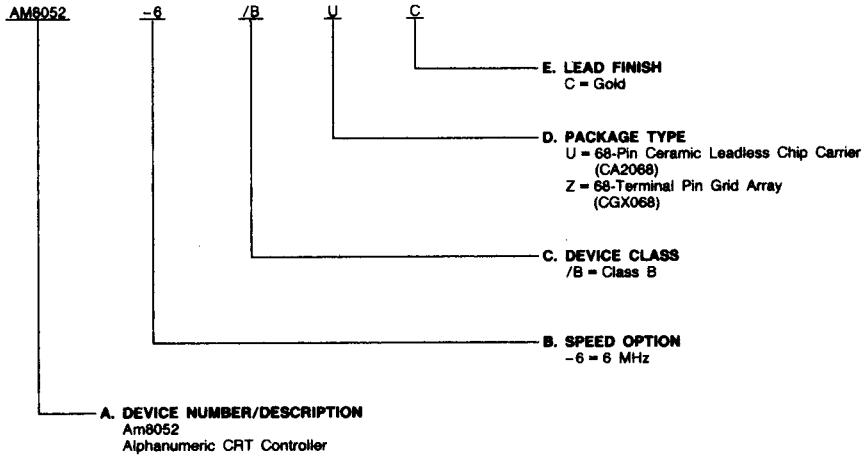 AM8052 -6 /B U C
E. LEAD FINISH
C = Gold
D. PACKAGE TYPE
U = 68-Pin Ceramic Leadless Chip Carrier
(CA2068)
Z = 68-Terminal Pin Grid Array
(CGX068)
C. DEVICE CLASS
/B = Class B
B. SPEED OPTION
-6 = 6 MHz
A. DEVICE NUMBER/DESCRIPTION
Am8052
Alphanumeric CRT Controller